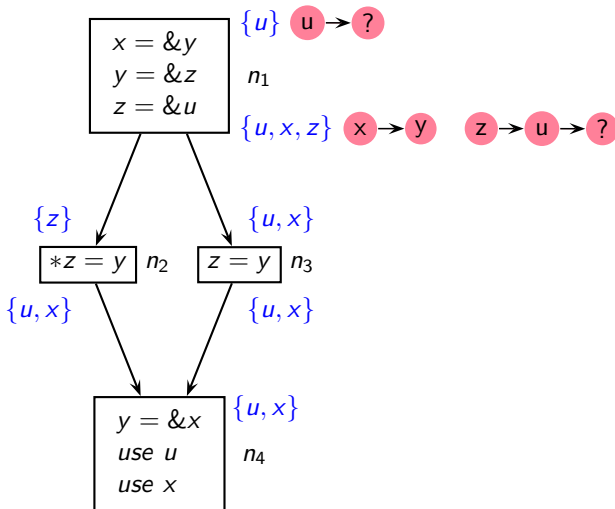 {u} u ?
x = &y
y = &z
z = &u
n1
{u, x, z} x y z u ?
{z} {u, x}
*z = y n2 z = y n3
{u, x} {u, x}
{u, x}
y = &x
use u
use x
n4